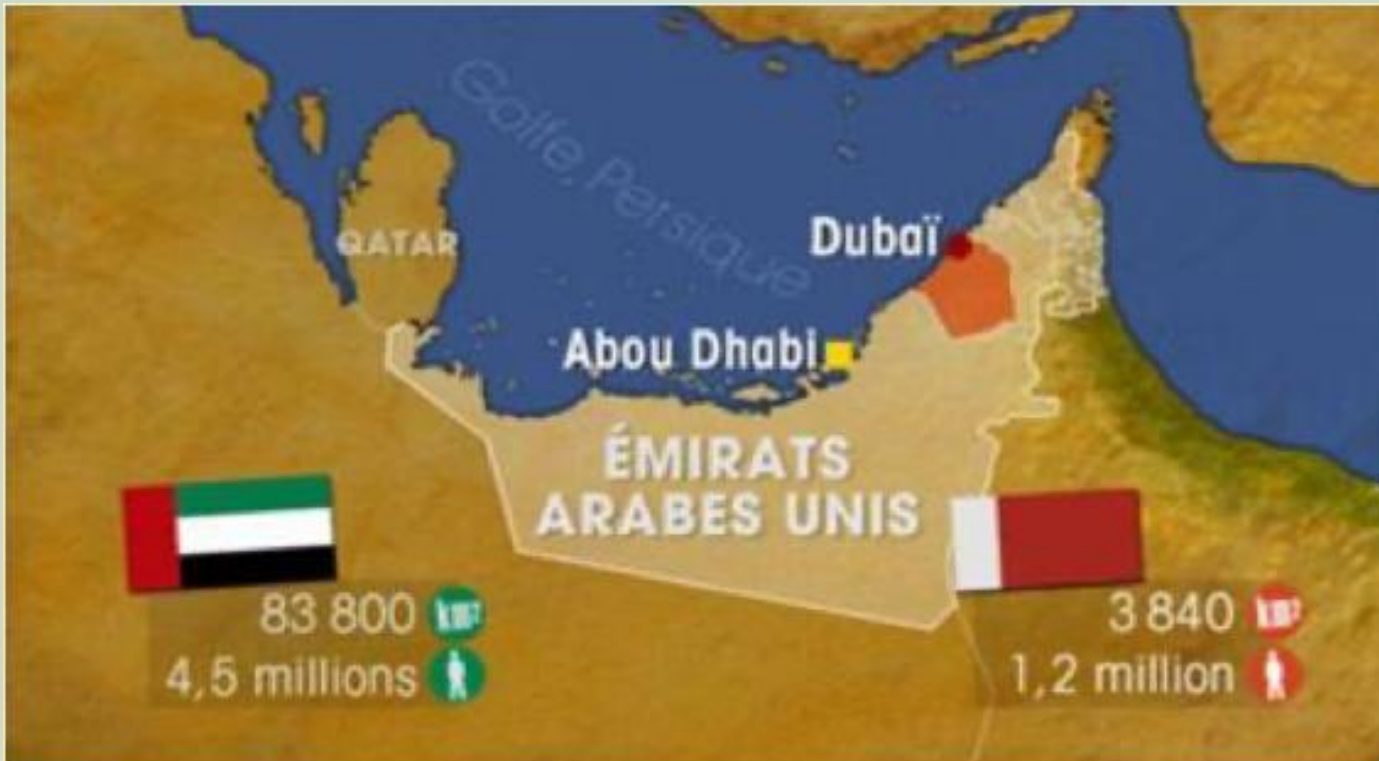 Golfe Persique
QATAR
Dubaï
Abou Dhabi
ÉMIRATS
ARABES UNIS
83 800 km²
4,5 millions
3 840 km²
1,2 million